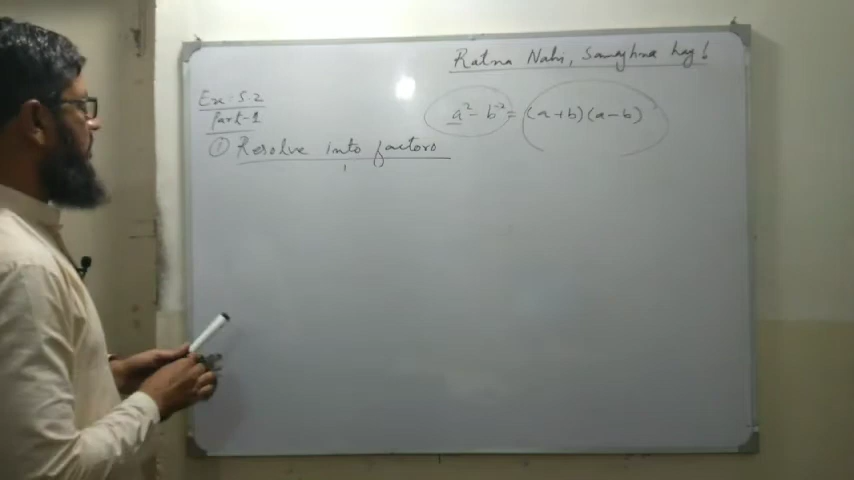 Ratna Nahi, Samajhna hay!
Ex: 5.2
Part-1
a² - b² = (a+b)(a-b)
① Resolve into factors